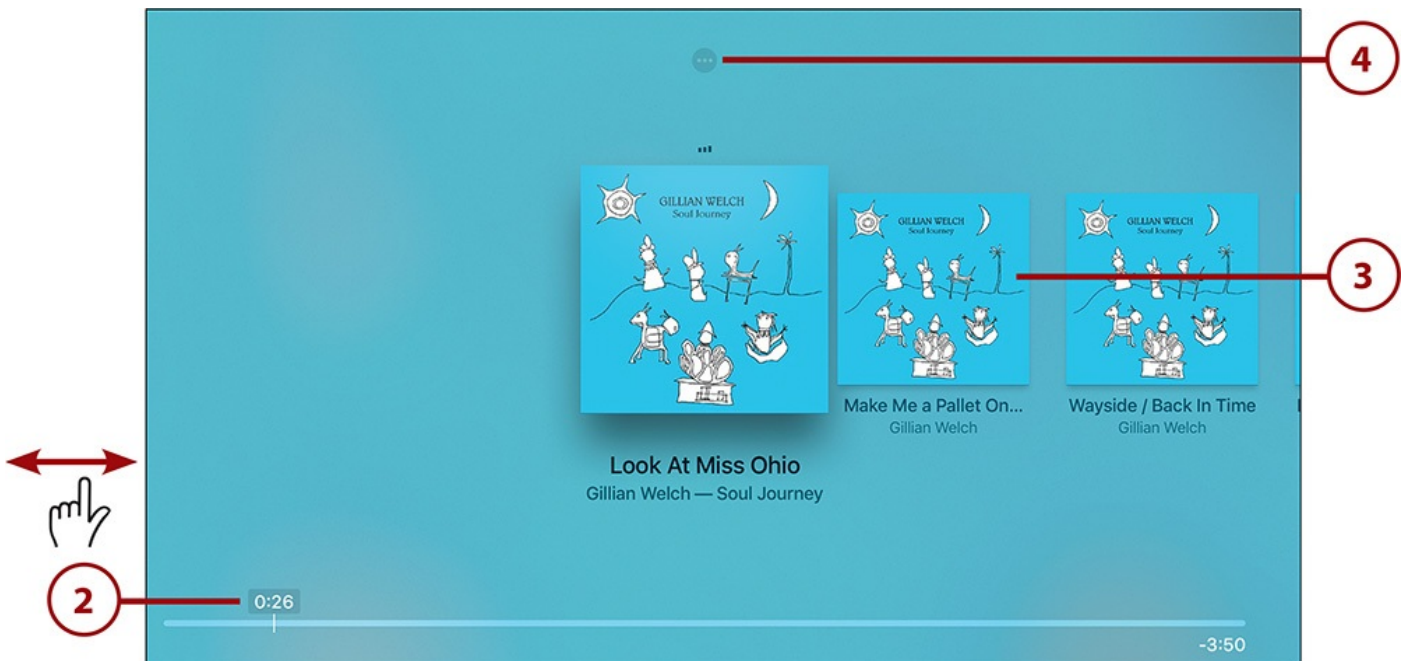 4
GILLIAN WELCH
Soul Journey
GILLIAN WELCH
Soul Journey
GILLIAN WELCH
Soul Journey
3
Make Me a Pallet On...
Gillian Welch
Wayside / Back In Time
Gillian Welch
Look At Miss Ohio
Gillian Welch — Soul Journey
2
0:26
-3:50